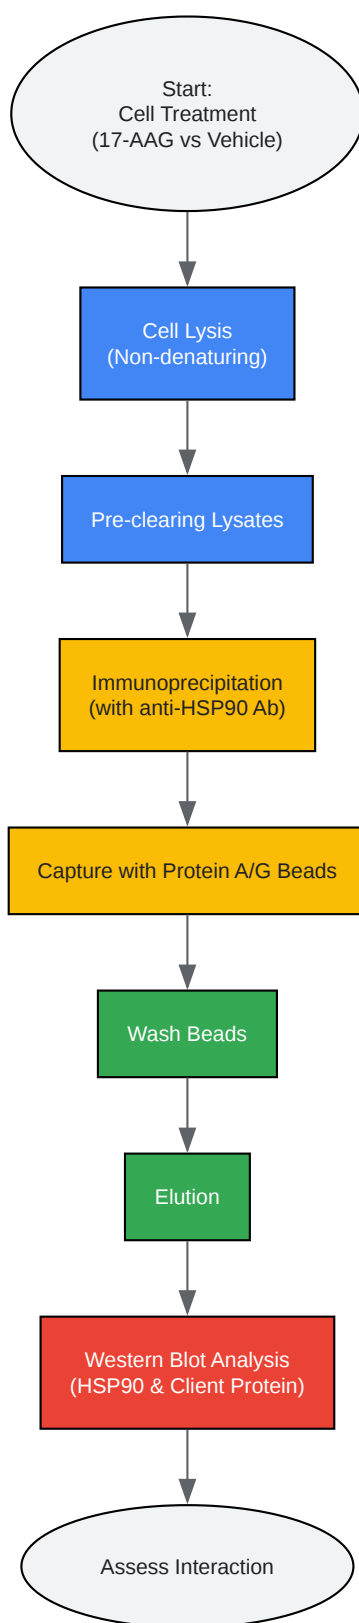 Start:
Cell Treatment
(17-AAG vs Vehicle)
Cell Lysis
(Non-denaturing)
Pre-clearing Lysates
Immunoprecipitation
(with anti-HSP90 Ab)
Capture with Protein A/G Beads
Wash Beads
Elution
Western Blot Analysis
(HSP90 & Client Protein)
Assess Interaction